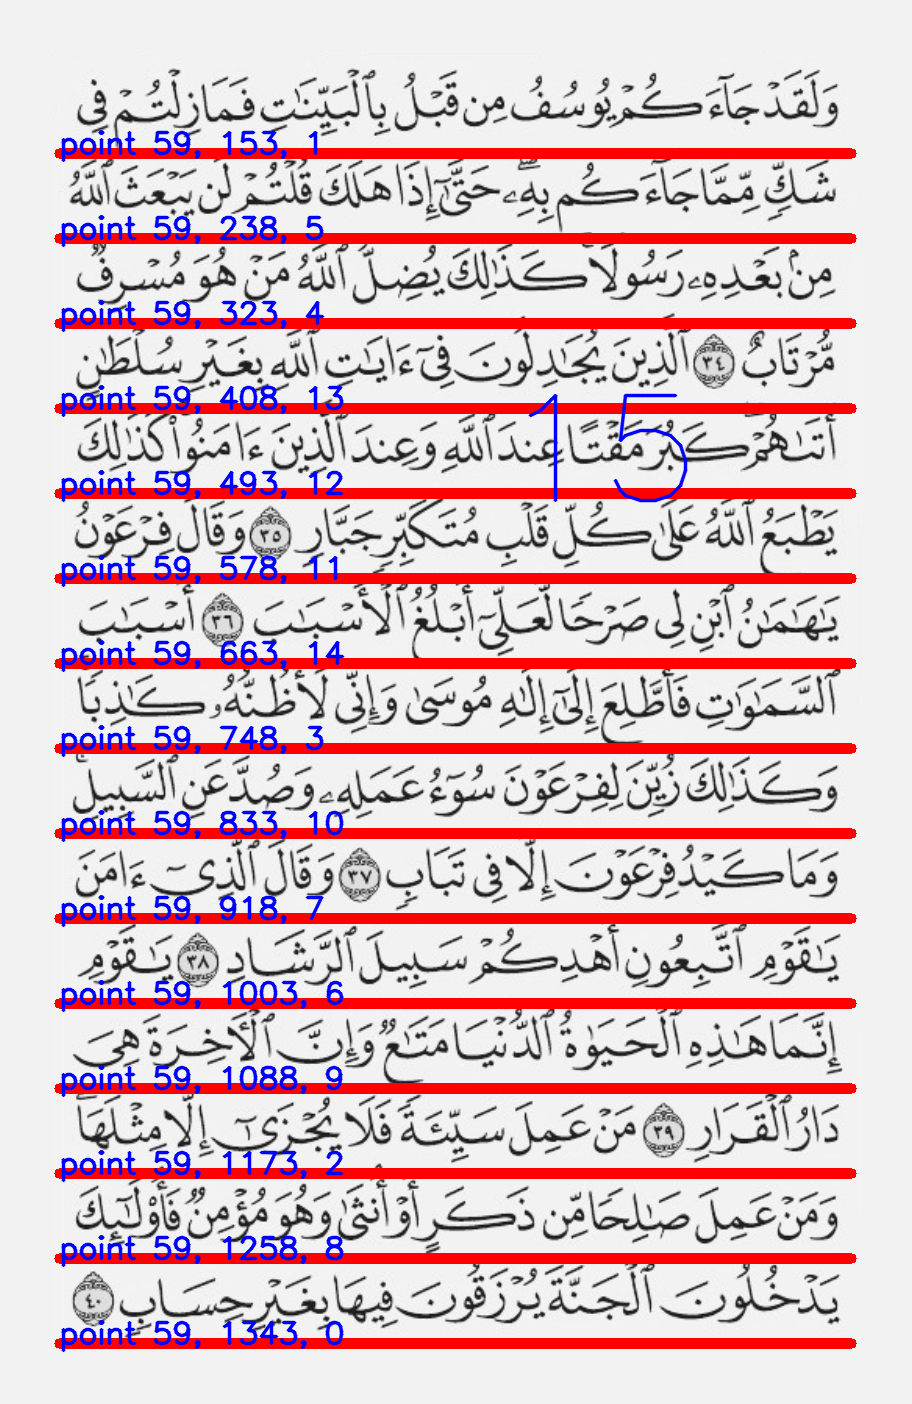 وَلَقَدْ جَآءَكُمْ يُوسُفُ مِن قَبْلُ بِٱلْبَيِّنَٰتِ فَمَا زِلْتُمْ فِى
point 59, 153, 1
شَكٍّ مِّمَّا جَآءَكُم بِهِۦ حَتَّىٰٓ إِذَا هَلَكَ قُلْتُمْ لَن يَبْعَثَ ٱللَّهُ
point 59, 238, 5
مِنۢ بَعْدِهِۦ رَسُولًا كَذَٰلِكَ يُضِلُّ ٱللَّهُ مَنْ هُوَ مُسْرِفٌ
point 59, 323, 4
مُّرْتَابٌ ٣٤ ٱلَّذِينَ يُجَٰدِلُونَ فِىٓ ءَايَٰتِ ٱللَّهِ بِغَيْرِ سُلْطَٰنٍ
point 59, 408, 13
أَتَىٰهُمْ كَبُرَ مَقْتًا عِندَ ٱللَّهِ وَعِندَ ٱلَّذِينَ ءَامَنُوا۟ كَذَٰلِكَ
15
point 59, 493, 12
يَطْبَعُ ٱللَّهُ عَلَىٰ كُلِّ قَلْبِ مُتَكَبِّرٍ جَبَّارٍ ٣٥ وَقَالَ فِرْعَوْنُ
point 59, 578, 11
يَٰهَٰمَٰنُ ٱبْنِ لِى صَرْحًا لَّعَلِّىٓ أَبْلُغُ ٱلْأَسْبَٰبَ ٣٦ أَسْبَٰبَ
point 59, 663, 14
ٱلسَّمَٰوَٰتِ فَأَطَّلِعَ إِلَىٰٓ إِلَٰهِ مُوسَىٰ وَإِنِّى لَأَظُنُّهُۥ كَٰذِبًا
point 59, 748, 3
وَكَذَٰلِكَ زُيِّنَ لِفِرْعَوْنَ سُوٓءُ عَمَلِهِۦ وَصُدَّ عَنِ ٱلسَّبِيلِ
point 59, 833, 10
وَمَا كَيْدُ فِرْعَوْنَ إِلَّا فِى تَبَابٍ ٣٧ وَقَالَ ٱلَّذِىٓ ءَامَنَ
point 59, 918, 7
يَٰقَوْمِ ٱتَّبِعُونِ أَهْدِكُمْ سَبِيلَ ٱلرَّشَادِ ٣٨ يَٰقَوْمِ
point 59, 1003, 6
إِنَّمَا هَٰذِهِ ٱلْحَيَوٰةُ ٱلدُّنْيَا مَتَٰعٌ وَإِنَّ ٱلْءَاخِرَةَ هِىَ
point 59, 1088, 9
دَارُ ٱلْقَرَارِ ٣٩ مَنْ عَمِلَ سَيِّئَةً فَلَا يُجْزَىٰٓ إِلَّا مِثْلَهَا
point 59, 1173, 2
وَمَنْ عَمِلَ صَٰلِحًا مِّن ذَكَرٍ أَوْ أُنثَىٰ وَهُوَ مُؤْمِنٌ فَأُو۟لَٰٓئِكَ
point 59, 1258, 8
يَدْخُلُونَ ٱلْجَنَّةَ يُرْزَقُونَ فِيهَا بِغَيْرِ حِسَابٍ ٤٠
point 59, 1343, 0